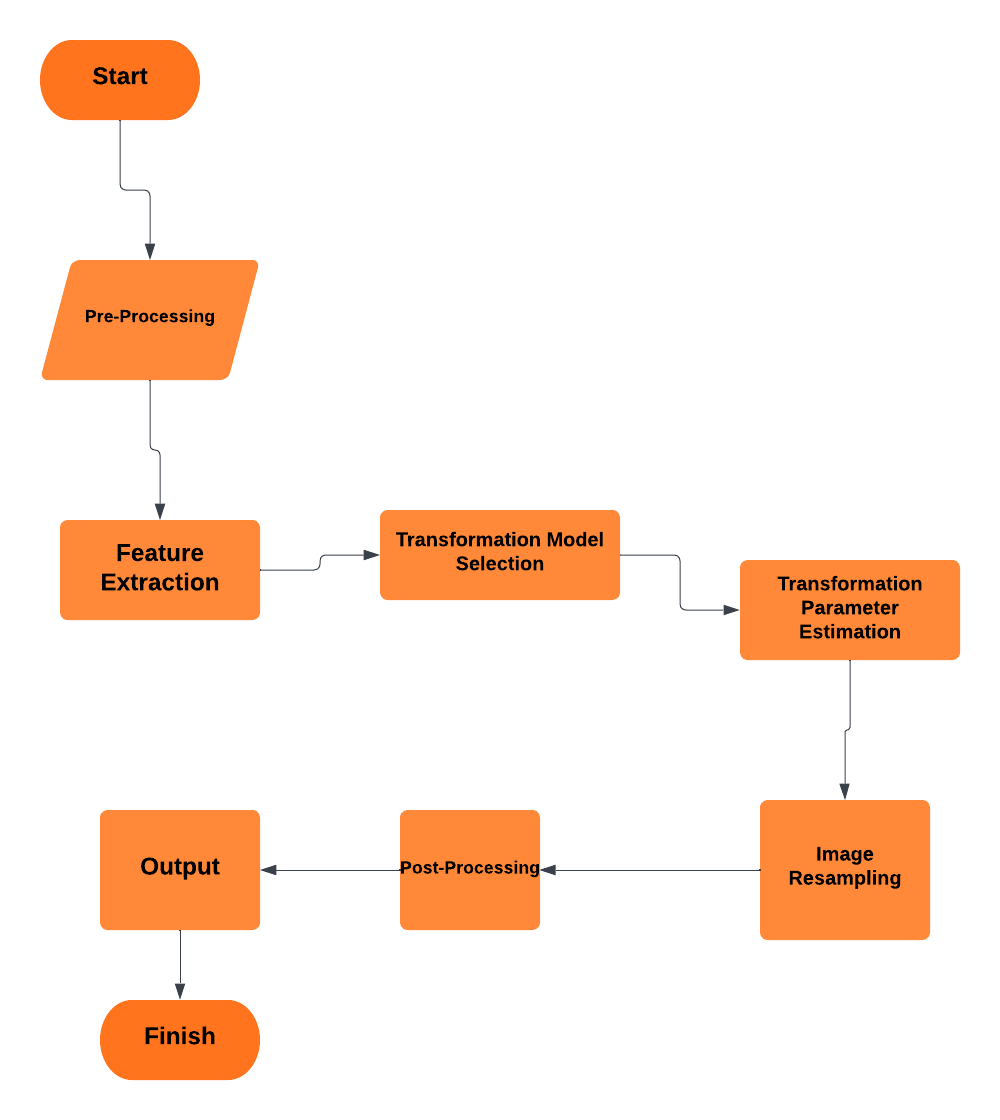 Start
Pre-Processing
Feature
Extraction
Transformation Model
Selection
Transformation
Parameter
Estimation
Image
Resampling
Post-Processing
Output
Finish